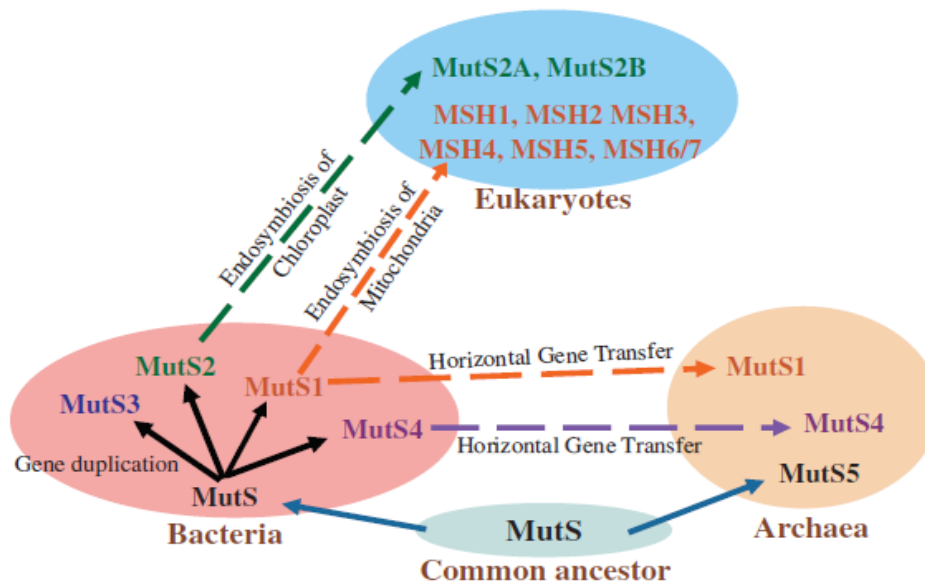 MutS2A, MutS2B
MSH1, MSH2 MSH3,
MSH4, MSH5, MSH6/7
Eukaryotes
Endosymbiosis of
Chloroplast
Endosymbiosis of
Mitochondria
MutS2
MutS1
MutS3
MutS4
Gene duplication
MutS
Bacteria
Horizontal Gene Transfer
Horizontal Gene Transfer
MutS1
MutS4
MutS5
Archaea
MutS
Common ancestor